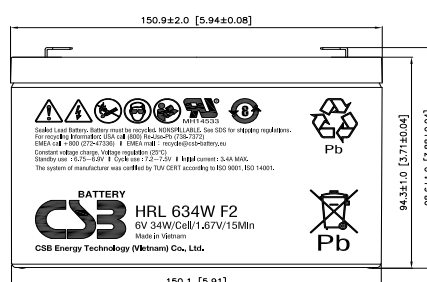 150.9±2.0 [5.94±0.08]
MH14533
8
Sealed Lead Battery. Battery must be recycled. NONSPILLABLE. See SDS for shipping regulations.
For recycling information: USA call (800) Re-Use-Pb (738-7372)
EMEA call +800 (272-47336) EMEA mail : recycle@csb-battery.eu
Constant voltage charge, Voltage regulation (25°C)
Standby use : 6.75~6.9V Cycle use : 7.2~7.5V Initial current : 3.4A MAX.
The system of manufacturer was certified by TUV CERT according to ISO 9001, ISO 14001.
Pb
BATTERY
CSB
HRL 634W F2
6V 34W/Cell/1.67V/15Min
Made in Vietnam
CSB Energy Technology (Vietnam) Co., Ltd.
Pb
94.3±1.0 [3.71±0.04]
150.1 [5.91]